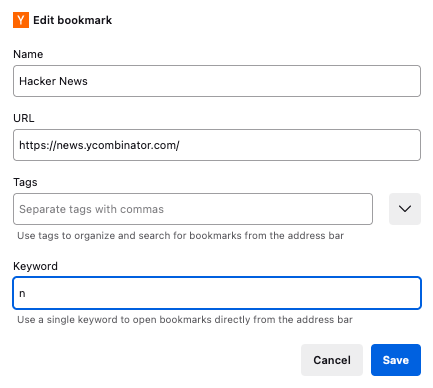 Y Edit bookmark
Name
Hacker News
URL
https://news.ycombinator.com/
Tags
Separate tags with commas
Use tags to organize and search for bookmarks from the address bar
Keyword
n
Use a single keyword to open bookmarks directly from the address bar
Cancel Save